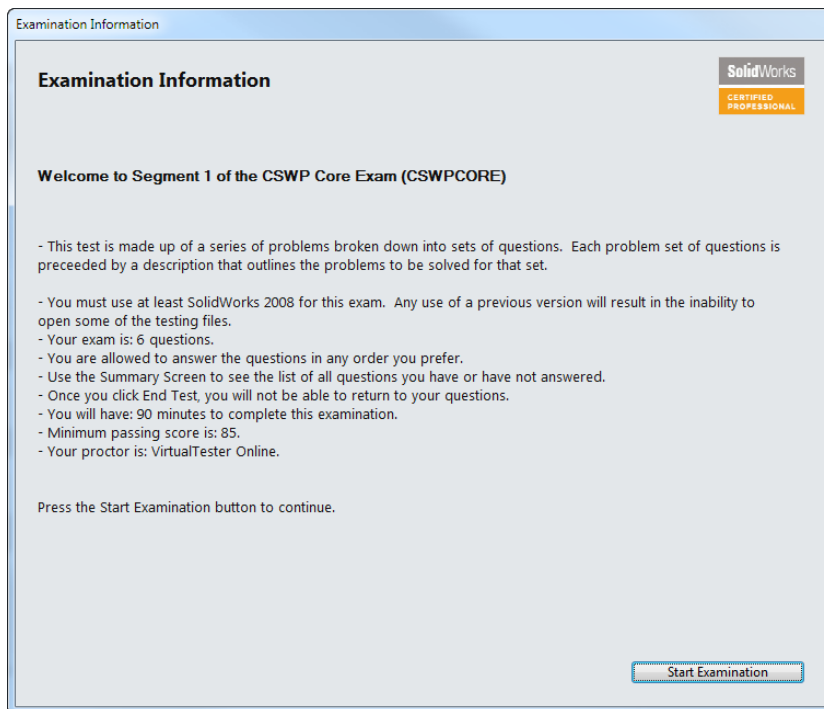 Examination Information
Examination Information
SolidWorks
CERTIFIED
PROFESSIONAL
Welcome to Segment 1 of the CSWP Core Exam (CSWPCORE)
- This test is made up of a series of problems broken down into sets of questions.  Each problem set of questions is
preceeded by a description that outlines the problems to be solved for that set.
- You must use at least SolidWorks 2008 for this exam.  Any use of a previous version will result in the inability to
open some of the testing files.
- Your exam is: 6 questions.
- You are allowed to answer the questions in any order you prefer.
- Use the Summary Screen to see the list of all questions you have or have not answered.
- Once you click End Test, you will not be able to return to your questions.
- You will have: 90 minutes to complete this examination.
- Minimum passing score is: 85.
- Your proctor is: VirtualTester Online.
Press the Start Examination button to continue.
Start Examination